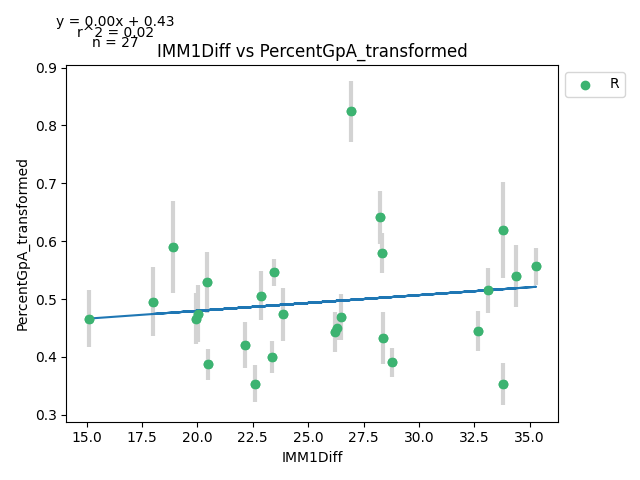 y = 0.00x + 0.43
r^2 = 0.02
n = 27
IMM1Diff vs PercentGpA_transformed
R
PercentGpA_transformed
0.9
0.8
0.7
0.6
0.5
0.4
0.3
15.0 17.5 20.0 22.5 25.0 27.5 30.0 32.5 35.0
IMM1Diff